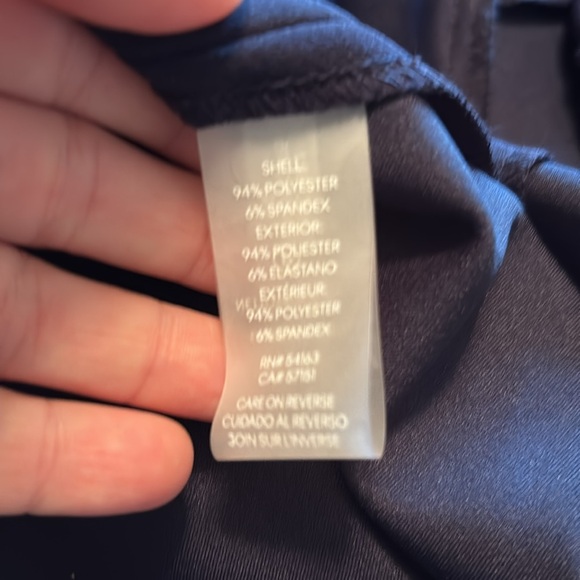 SHELL:
94% POLYESTER
6% SPANDEX
EXTERIOR:
94% POLIESTER
6% ELASTANO
EXTÉRIEUR:
94% POLYESTER
6% SPANDEX
RN# 54163
CA# 57151
CARE ON REVERSE
CUIDADO AL REVERSO
SOIN SUR L'INVERSE